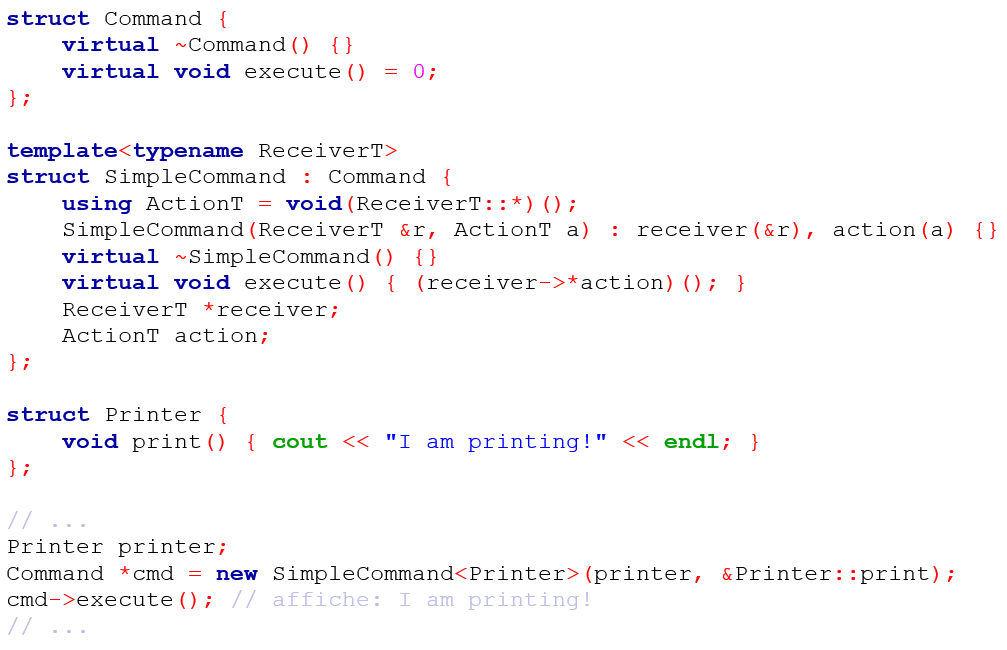 struct Command {
    virtual ~Command() {}
    virtual void execute() = 0;
};

template<typename ReceiverT>
struct SimpleCommand : Command {
    using ActionT = void(ReceiverT::*)();
    SimpleCommand(ReceiverT &r, ActionT a) : receiver(&r), action(a) {}
    virtual ~SimpleCommand() {}
    virtual void execute() { (receiver->*action)(); }
    ReceiverT *receiver;
    ActionT action;
};

struct Printer {
    void print() { cout << "I am printing!" << endl; }
};

// ...
Printer printer;
Command *cmd = new SimpleCommand<Printer>(printer, &Printer::print);
cmd->execute(); // affiche: I am printing!
// ...